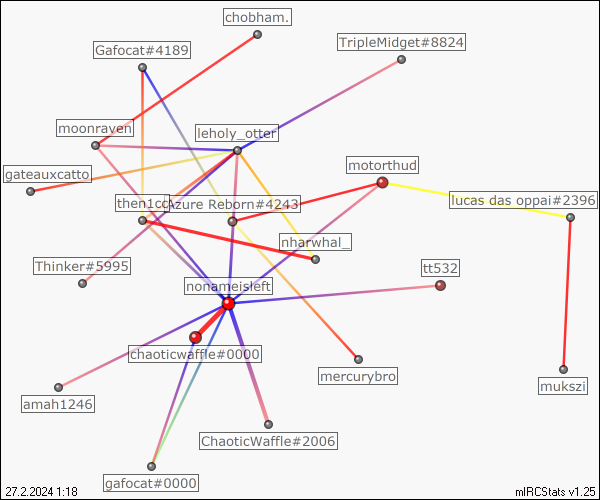 chobham.
TripleMidget#8824
Gafocat#4189
moonraven
leholy_otter
motorthud
gateauxcatto
then1cc
Azure Reborn#4243
lucas das oppai#2396
nharwhal_
Thinker#5995
tt532
nonameisleft
chaoticwaffle#0000
mercurybro
mukszi
amah1246
ChaoticWaffle#2006
gafocat#0000
27.2.2024 1:18
mIRCStats v1.25